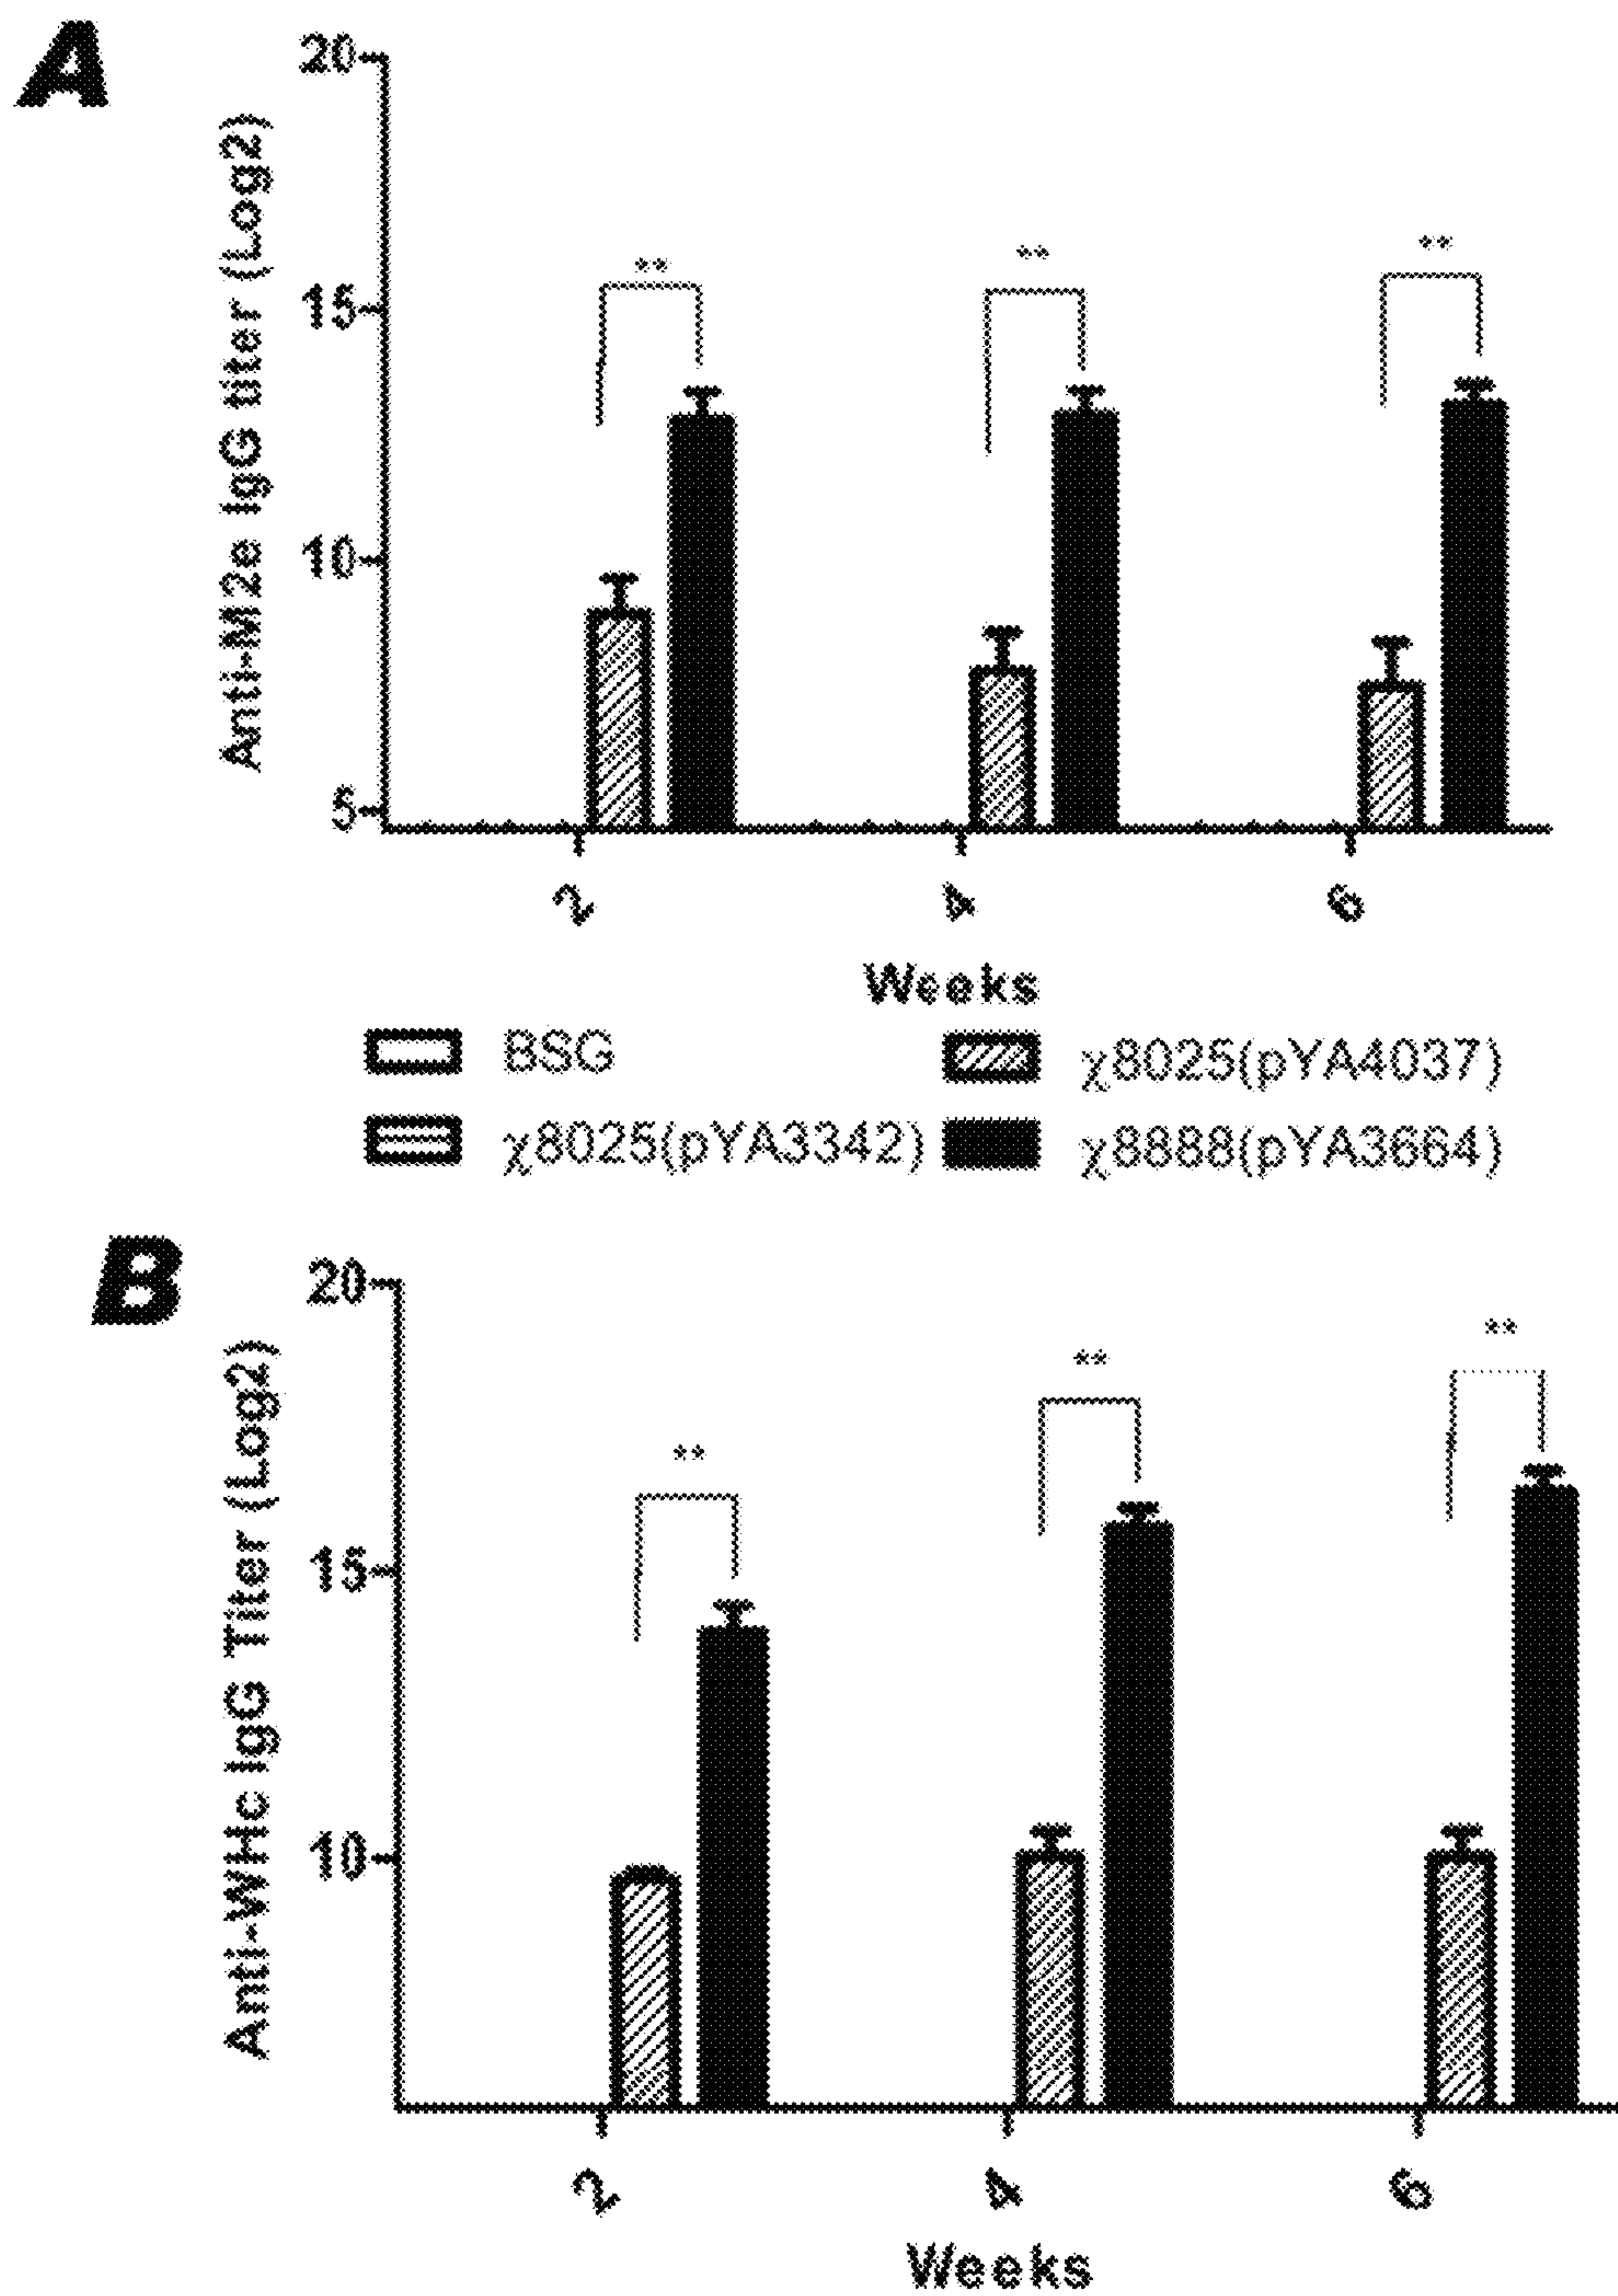 A
20
15
10
5
Anti-M2e IgG titer (Log2)
** ** **
2 4 6
Weeks
BSG
χ8025(pYA4037)
χ8025(pYA3342)
χ8888(pYA3664)
B
20
15
10
Anti-WHc IgG Titer (Log2)
** ** **
2 4 6
Weeks